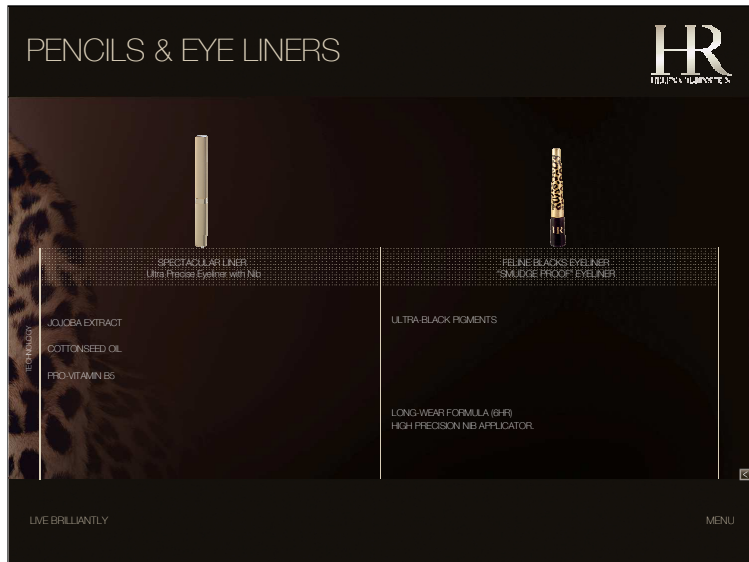 PENCILS & EYE LINERS
HR
SPECTACULAR LINER
Ultra Precise Eyeliner with Nib
FELINE BLACKS EYELINER
"SMUDGE PROOF" EYELINER
HR
TECHNOLOGY
JOJOBA EXTRACT
COTTONSEED OIL
PRO-VITAMIN B5
ULTRA-BLACK PIGMENTS
LONG-WEAR FORMULA (6HR)
HIGH PRECISION NIB APPLICATOR.
LIVE BRILLIANTLY
MENU